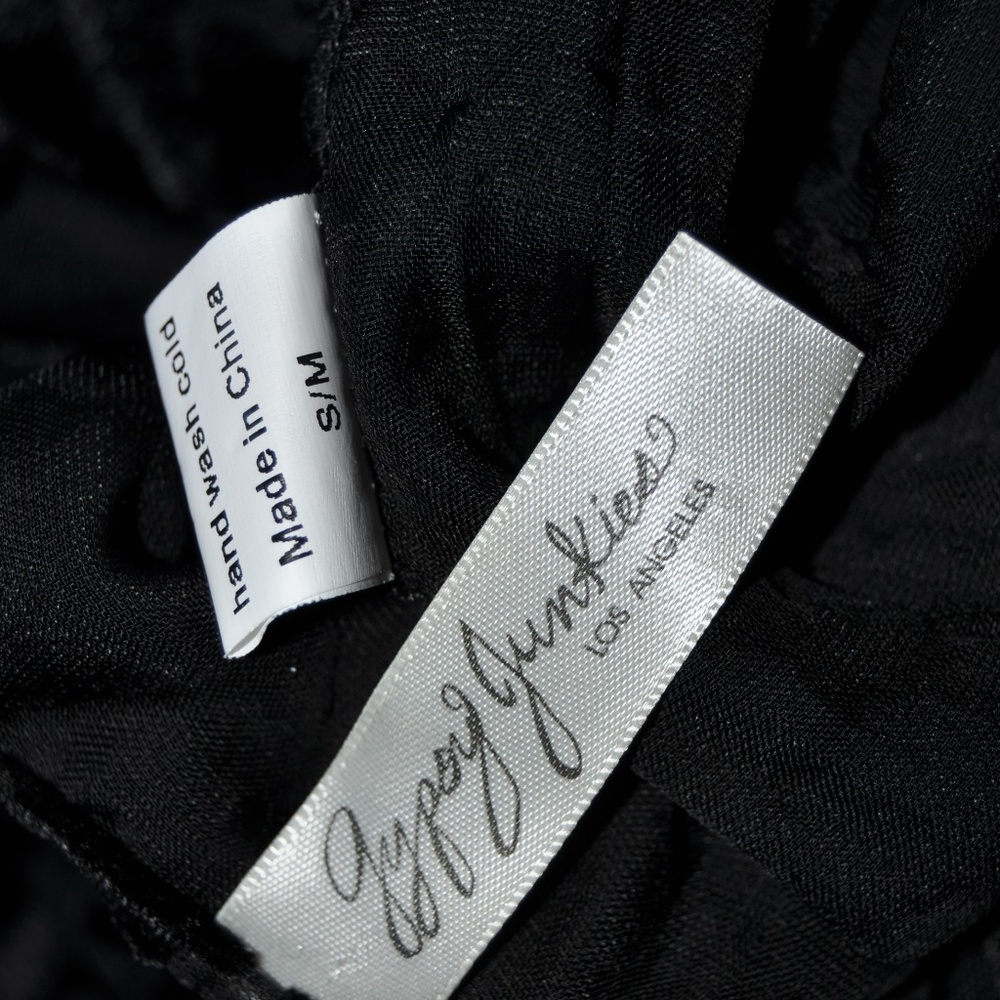 S/M
Made in China
hand wash cold
Gypsy Junkies
LOS ANGELES